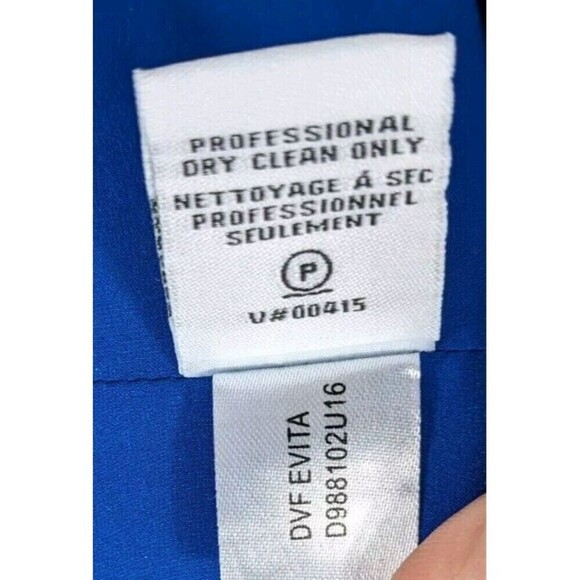 PROFESSIONAL
DRY CLEAN ONLY
NETTOYAGE Á SEC
PROFESSIONNEL
SEULEMENT
P
V#00415
DVF EVITA
D988102U16